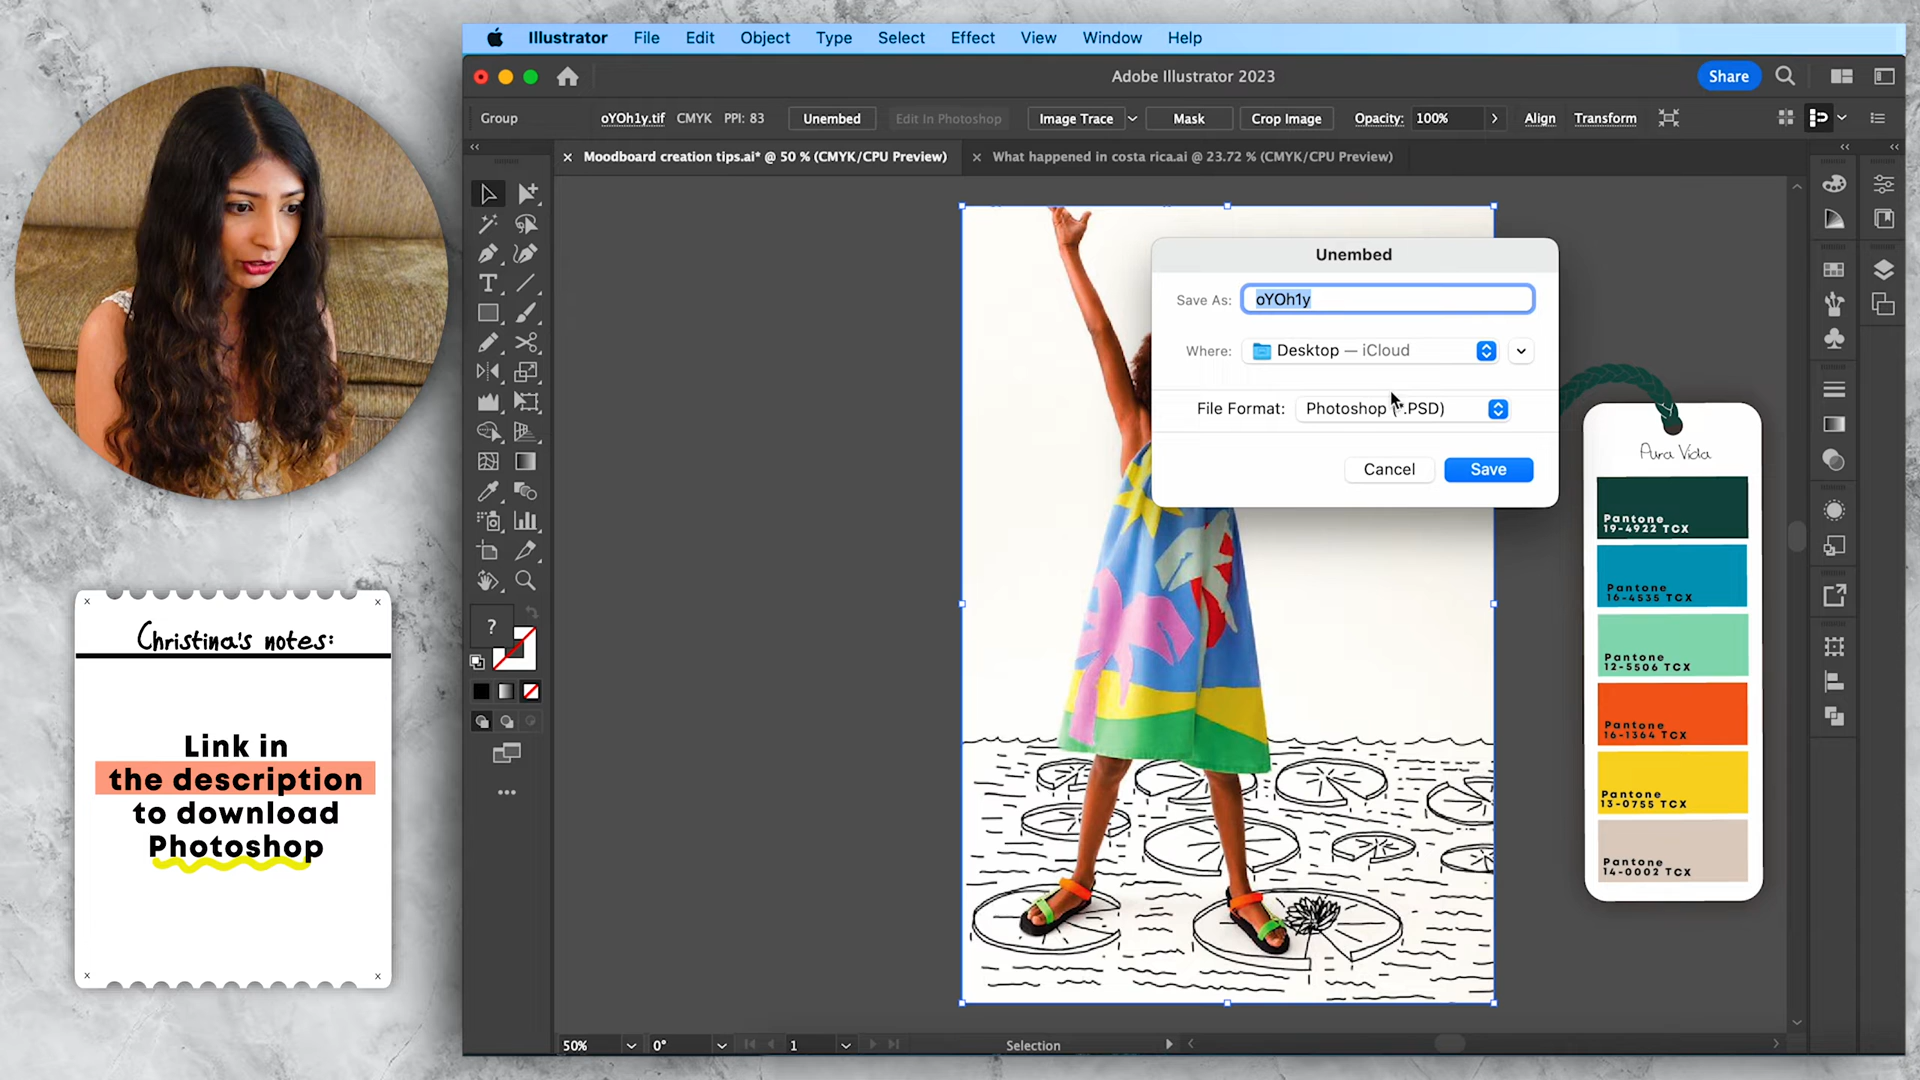 Illustrator File Edit Object Type Select Effect View Window Help
Adobe Illustrator 2023
Share
Group oYOh1y.tif CMYK PPI: 83 Unembed Edit In Photoshop Image Trace Mask Crop Image Opacity: 100% Align Transform
Moodboard creation tips.ai* @ 50 % (CMYK/CPU Preview)
What happened in costa rica.ai @ 23.72 % (CMYK/CPU Preview)
Unembed
Save As: oYOh1y
Where: Desktop — iCloud
File Format: Photoshop (*.PSD)
Cancel Save
Pura Vida
Pantone
19-4922 TCX
Pantone
16-4535 TCX
Pantone
12-5506 TCX
Pantone
16-1364 TCX
Pantone
13-0755 TCX
Pantone
14-0002 TCX
?
Christina's notes:
Link in
the description
to download
Photoshop
50% 0° 1 Selection